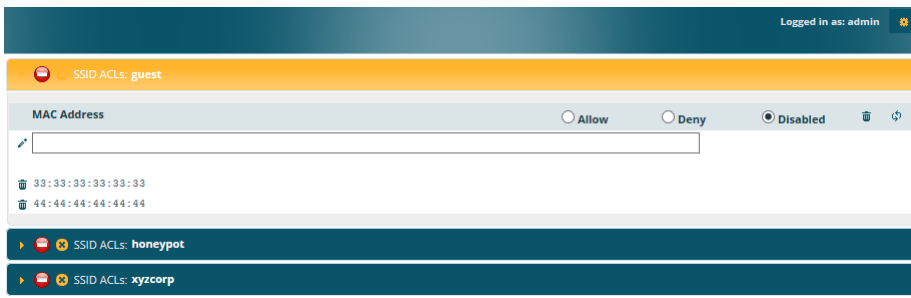 Logged in as: admin
SSID ACLs: guest
MAC Address Allow Deny Disabled
33:33:33:33:33:33
44:44:44:44:44:44
SSID ACLs: honeypot
SSID ACLs: xyzcorp